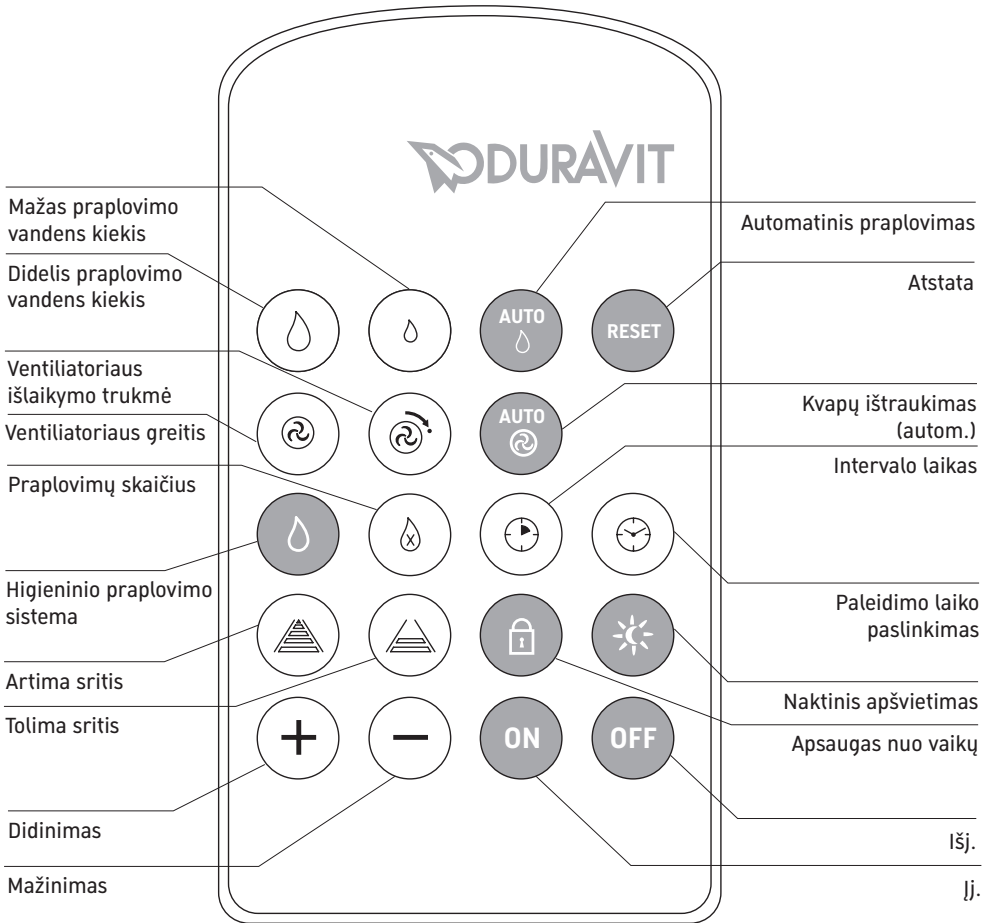 DURAVIT
Mažas praplovimo
vandens kiekis
Didelis praplovimo
vandens kiekis
Ventiliatoriaus
išlaikymo trukmė
Ventiliatoriaus greitis
Praplovimų skaičius
Higieninio praplovimo
sistema
Artima sritis
Tolima sritis
Didinimas
Mažinimas
AUTO
RESET
AUTO
X
ON
OFF
Automatinis praplovimas
Atstata
Kvapų ištraukimas
(autom.)
Intervalo laikas
Paleidimo laiko
paslinkimas
Naktinis apšvietimas
Apsaugas nuo vaikų
Išj.
Įj.